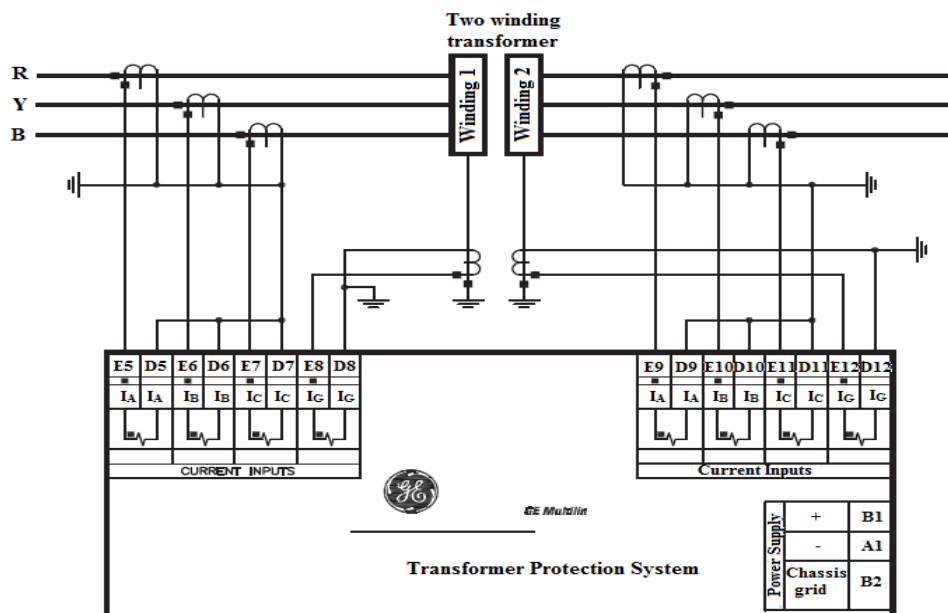 Two winding
transformer
R
Y
B
Winding 1
Winding 2
E5 D5 E6 D6 E7 D7 E8 D8
E9 D9 E10 D10 E11 D11 E12 D12
IA IA IB IB IC IC IG IG
IA IA IB IB IC IC IG IG
CURRENT INPUTS
Current Inputs
GE
GE Multilin
Transformer Protection System
Power Supply
+ B1
- A1
Chassis
grid
B2